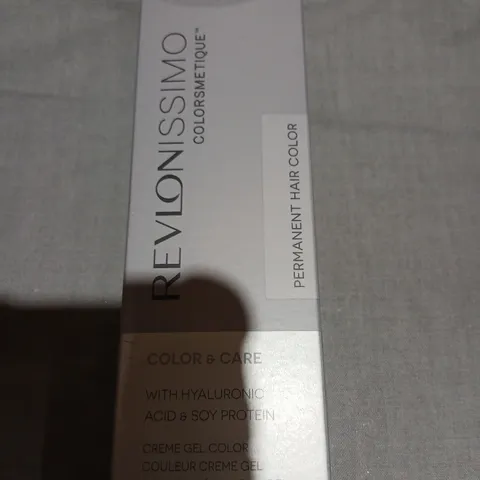 REVLONISSIMO
COLORSMETIQUE™
PERMANENT HAIR COLOR
COLOR & CARE
WITH HYALURONIC
ACID & SOY PROTEIN
CREME GEL COLOR
COULEUR CREME GEL